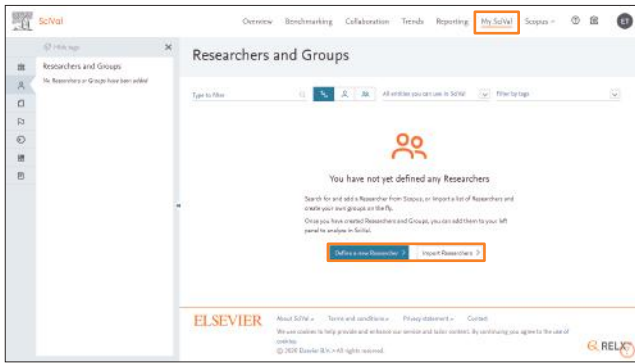 SciVal
Overview Benchmarking Collaboration Trends Reporting My SciVal Scopus ET
Hide tags
Researchers and Groups
No Researchers or Groups have been added
Researchers and Groups
Type to filter All entities you can use in SciVal Filter by tags
You have not yet defined any Researchers
Search for and add a Researcher from Scopus, or import a list of Researchers and
create your own groups on the fly.
Once you have created Researchers and Groups, you can add them to your left
panel to analyze in SciVal.
Define a new Researcher Import Researchers
ELSEVIER
About SciVal Terms and conditions Privacy statement Contact
We use cookies to help provide and enhance our service and tailor content. By continuing you agree to the use of
cookies
© 2020 Elsevier B.V. All rights reserved.
RELX